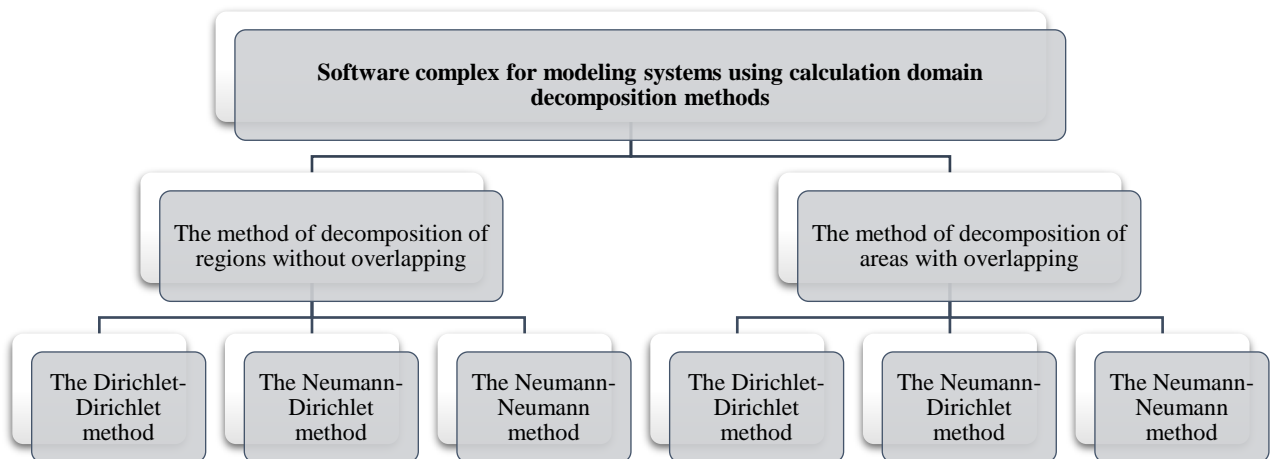 Software complex for modeling systems using calculation domain
decomposition methods
The method of decomposition of
regions without overlapping
The method of decomposition of
areas with overlapping
The Dirichlet-
Dirichlet
method
The Neumann-
Dirichlet
method
The Neumann-
Neumann
method
The Dirichlet-
Dirichlet
method
The Neumann-
Dirichlet
method
The Neumann-
Neumann
method